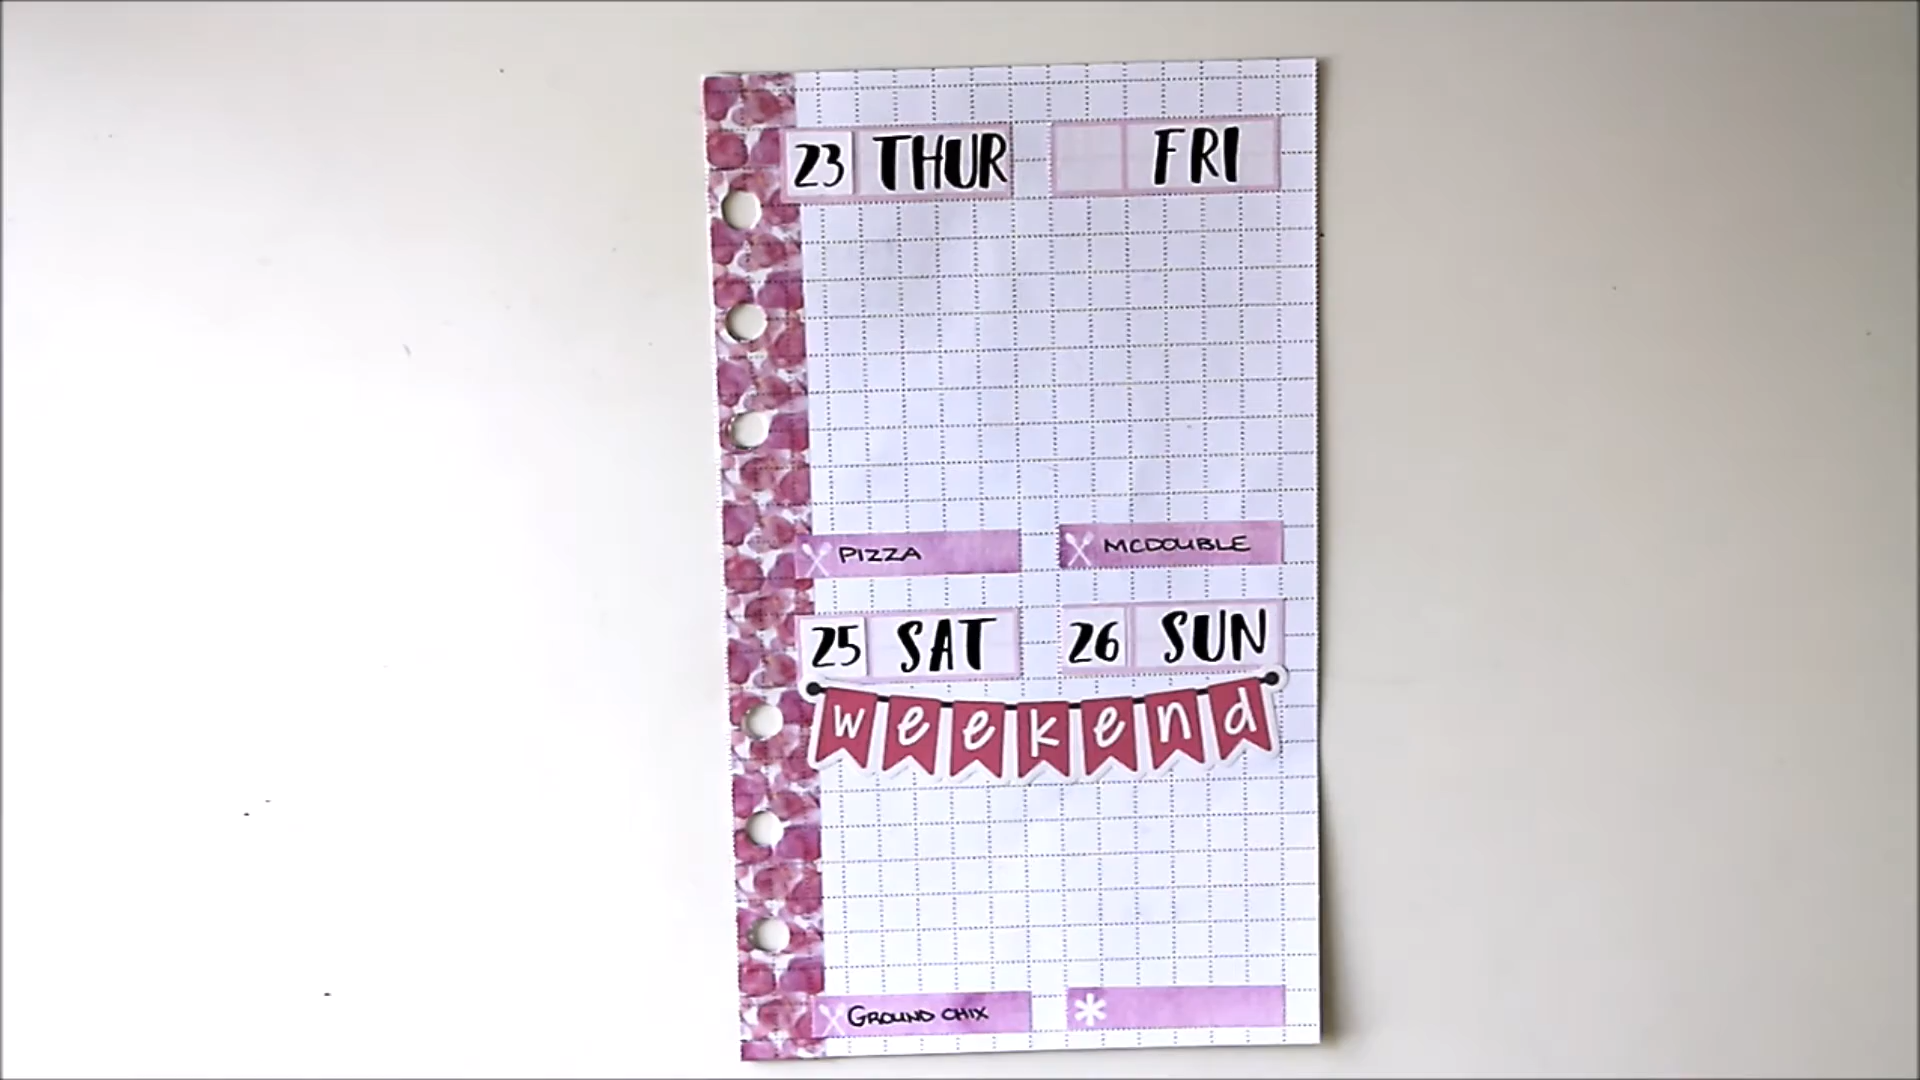 23 THUR
FRI
PIZZA
MCDOUBLE
25 SAT
26 SUN
weekend
GROUND CHIX